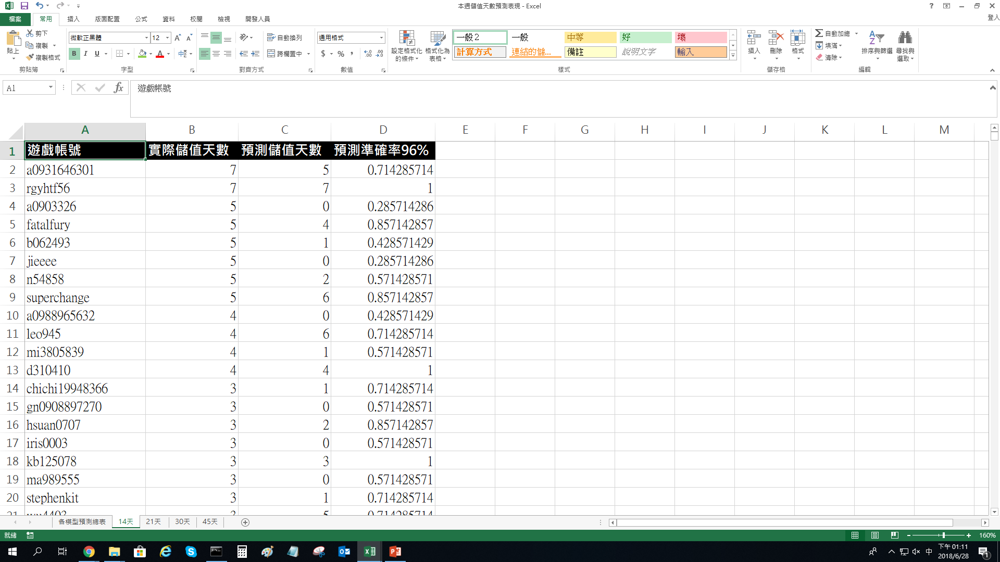 本週儲值天數預測表現 - Excel
登入
檔案 常用 插入 版面配置 公式 資料 校閱 檢視 開發人員
貼上 剪下 複製 複製格式 剪貼簿
微軟正黑體 12 字型
自動換列 跨欄置中 對齊方式
通用格式 數值
設定格式化的條件 格式化為表格
一般 2 一般 中等 好 壞
計算方式 連結的儲... 備註 說明文字 輸入
樣式
插入 刪除 格式 儲存格
自動加總 填滿 清除 排序與篩選 尋找與選取 編輯
A1 fx 遊戲帳號
A B C D E F G H I J K L M
1 遊戲帳號 實際儲值天數 預測儲值天數 預測準確率96%
2 a0931646301 7 5 0.714285714
3 rgyhtf56 7 7 1
4 a0903326 5 0 0.285714286
5 fatalfury 5 4 0.857142857
6 b062493 5 1 0.428571429
7 jieeee 5 0 0.285714286
8 n54858 5 2 0.571428571
9 superchange 5 6 0.857142857
10 a0988965632 4 0 0.428571429
11 leo945 4 6 0.714285714
12 mi3805839 4 1 0.571428571
13 d310410 4 4 1
14 chichi19948366 3 1 0.714285714
15 gn0908897270 3 0 0.571428571
16 hsuan0707 3 2 0.857142857
17 iris0003 3 0 0.571428571
18 kb125078 3 3 1
19 ma989555 3 0 0.571428571
20 stephenkit 3 1 0.714285714
各模型預測總表 14天 21天 30天 45天
就緒 160%
中 下午 01:11
2018/6/28 1